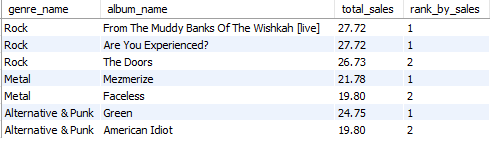 genre_name album_name total_sales rank_by_sales
Rock From The Muddy Banks Of The Wishkah [live] 27.72 1
Rock Are You Experienced? 27.72 1
Rock The Doors 26.73 2
Metal Mezmerize 21.78 1
Metal Faceless 19.80 2
Alternative & Punk Green 24.75 1
Alternative & Punk American Idiot 19.80 2